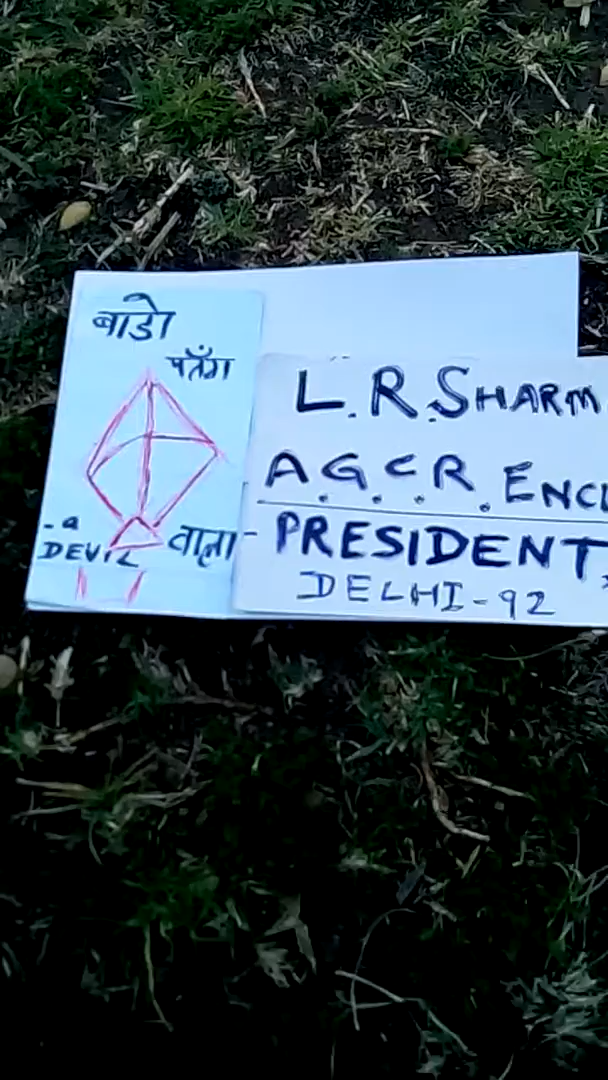 बाडो
पतँग
- a
DEVIL
वाला -
L.R.SHARM
A.G.C.R. ENCL
PRESIDENT,
DELHI-92